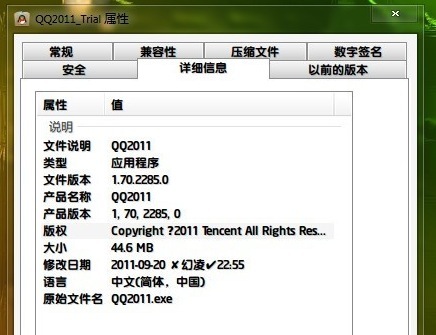 QQ2011_Trial 属性
常规 兼容性 压缩文件 数字签名
安全 详细信息 以前的版本
属性 值
说明
文件说明 QQ2011
类型 应用程序
文件版本 1.70.2285.0
产品名称 QQ2011
产品版本 1, 70, 2285, 0
版权 Copyright ?2011 Tencent All Rights Res...
大小 44.6 MB
修改日期 2011-09-20 ✘幻凌✔22:55
语言 中文(简体，中国)
原始文件名 QQ2011.exe